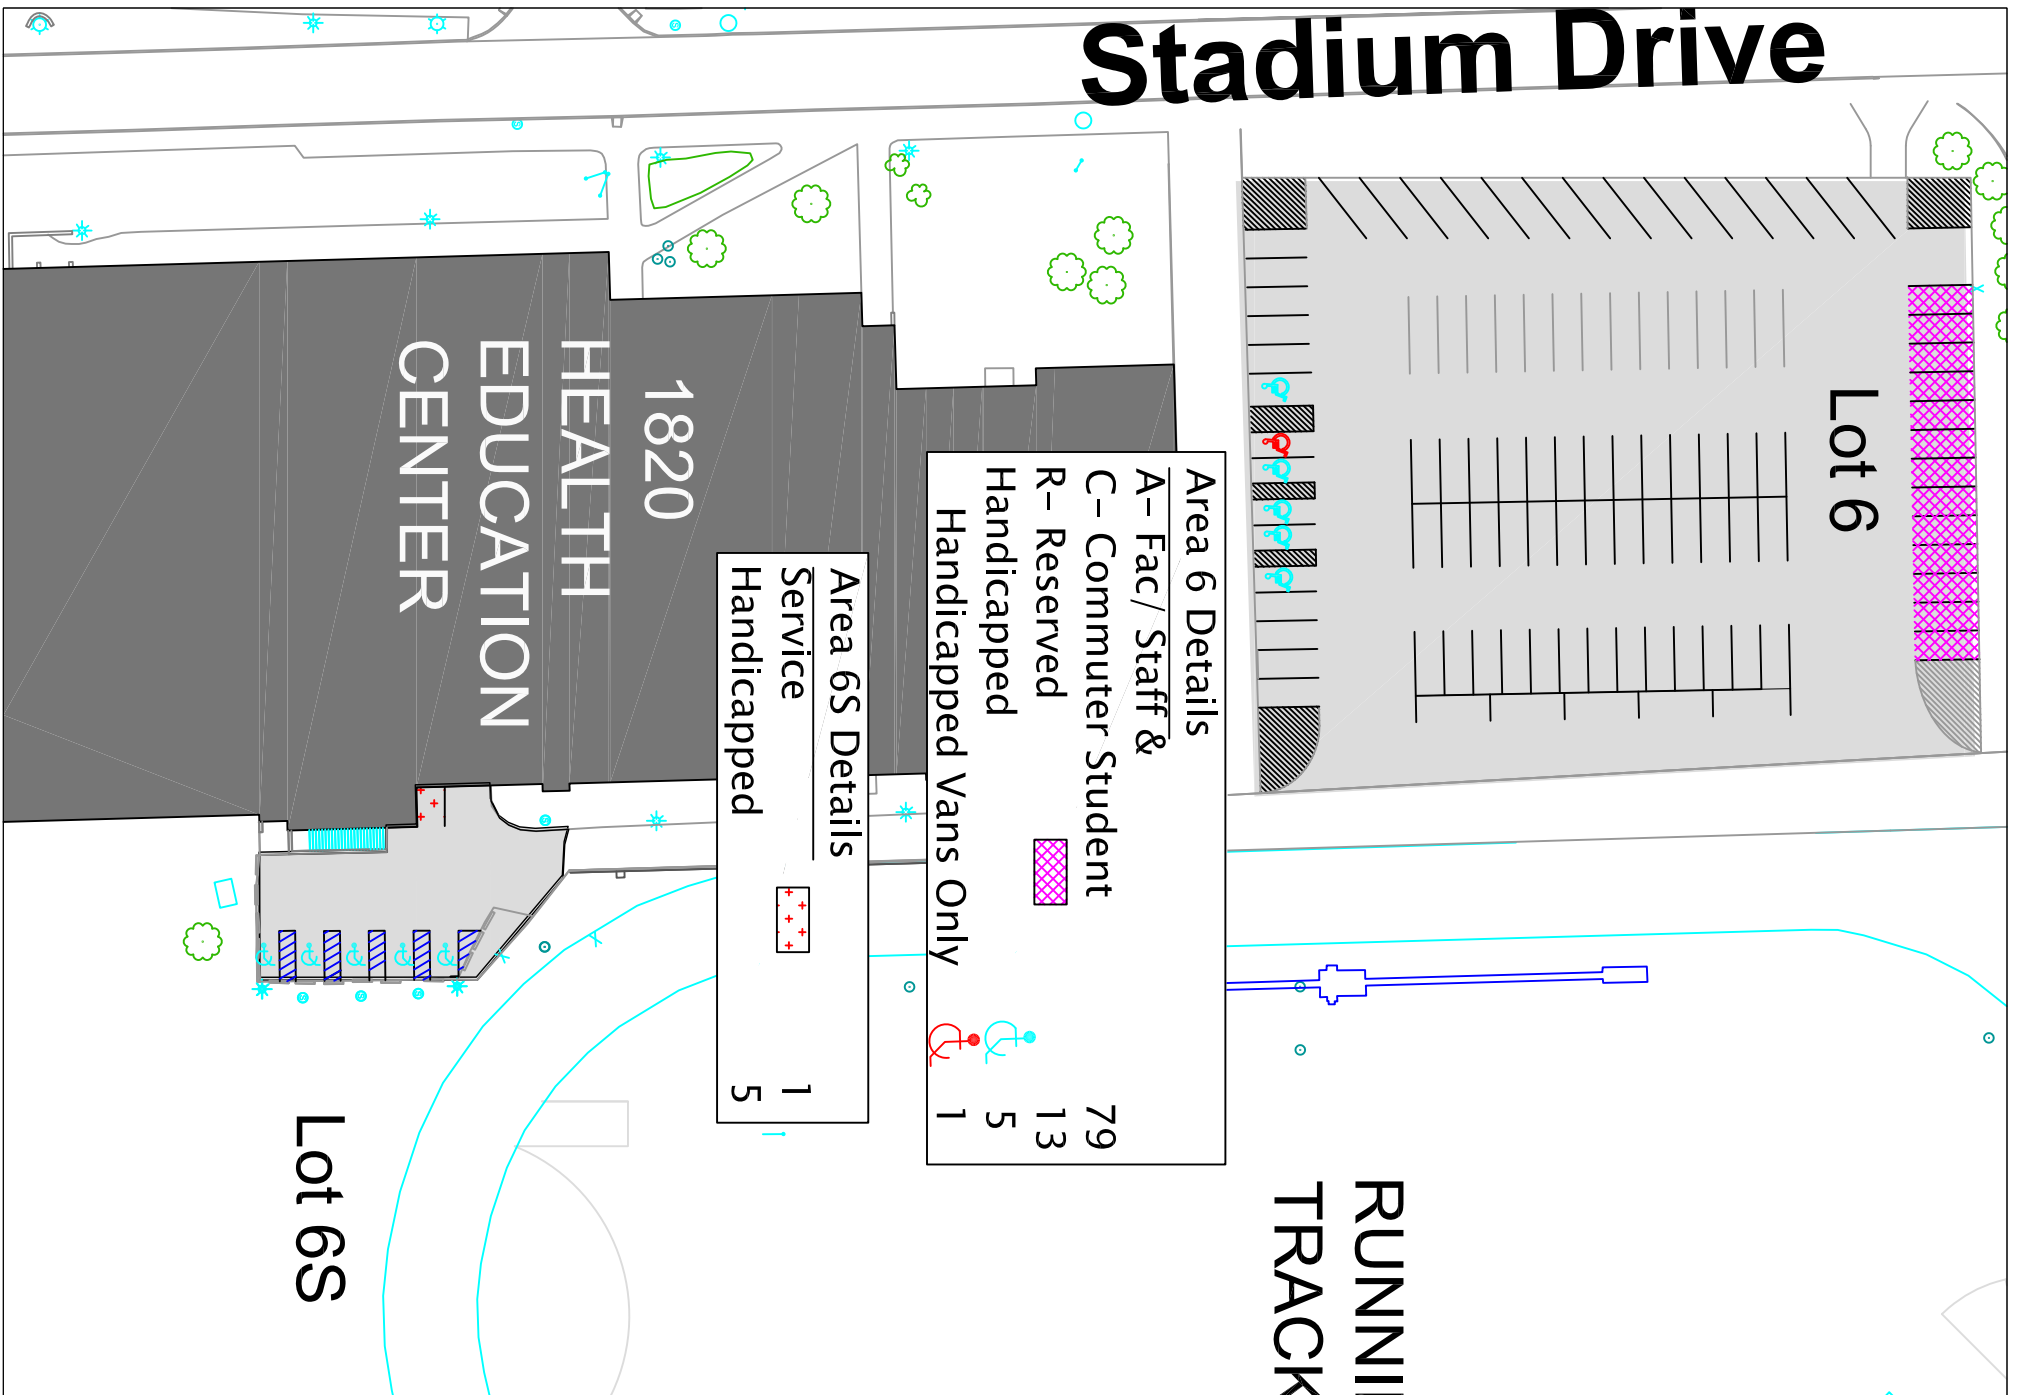 Stadium Drive
Lot 6
1820
HEALTH
EDUCATION
CENTER
Area 6 Details
A- Fac/ Staff &
C- Commuter Student 79
R- Reserved 13
Handicapped 5
Handicapped Vans Only 1
Area 6S Details
Service 1
Handicapped 5
Lot 6S
RUNNI
TRACK